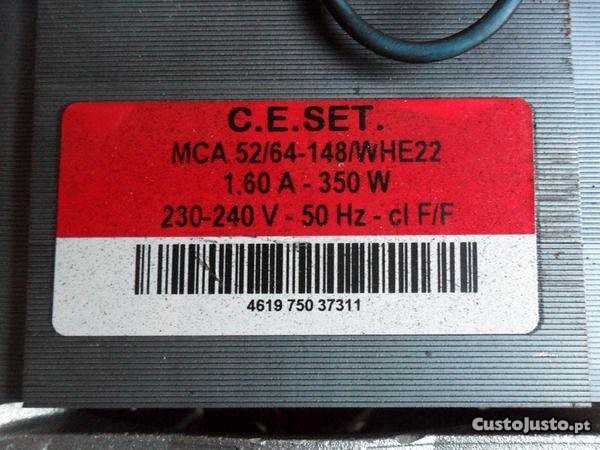 C.E.SET.
MCA 52/64-148/WHE22
1,60 A - 350 W
230-240 V - 50 Hz - cl F/F
4619 750 37311
CustoJusto.pt